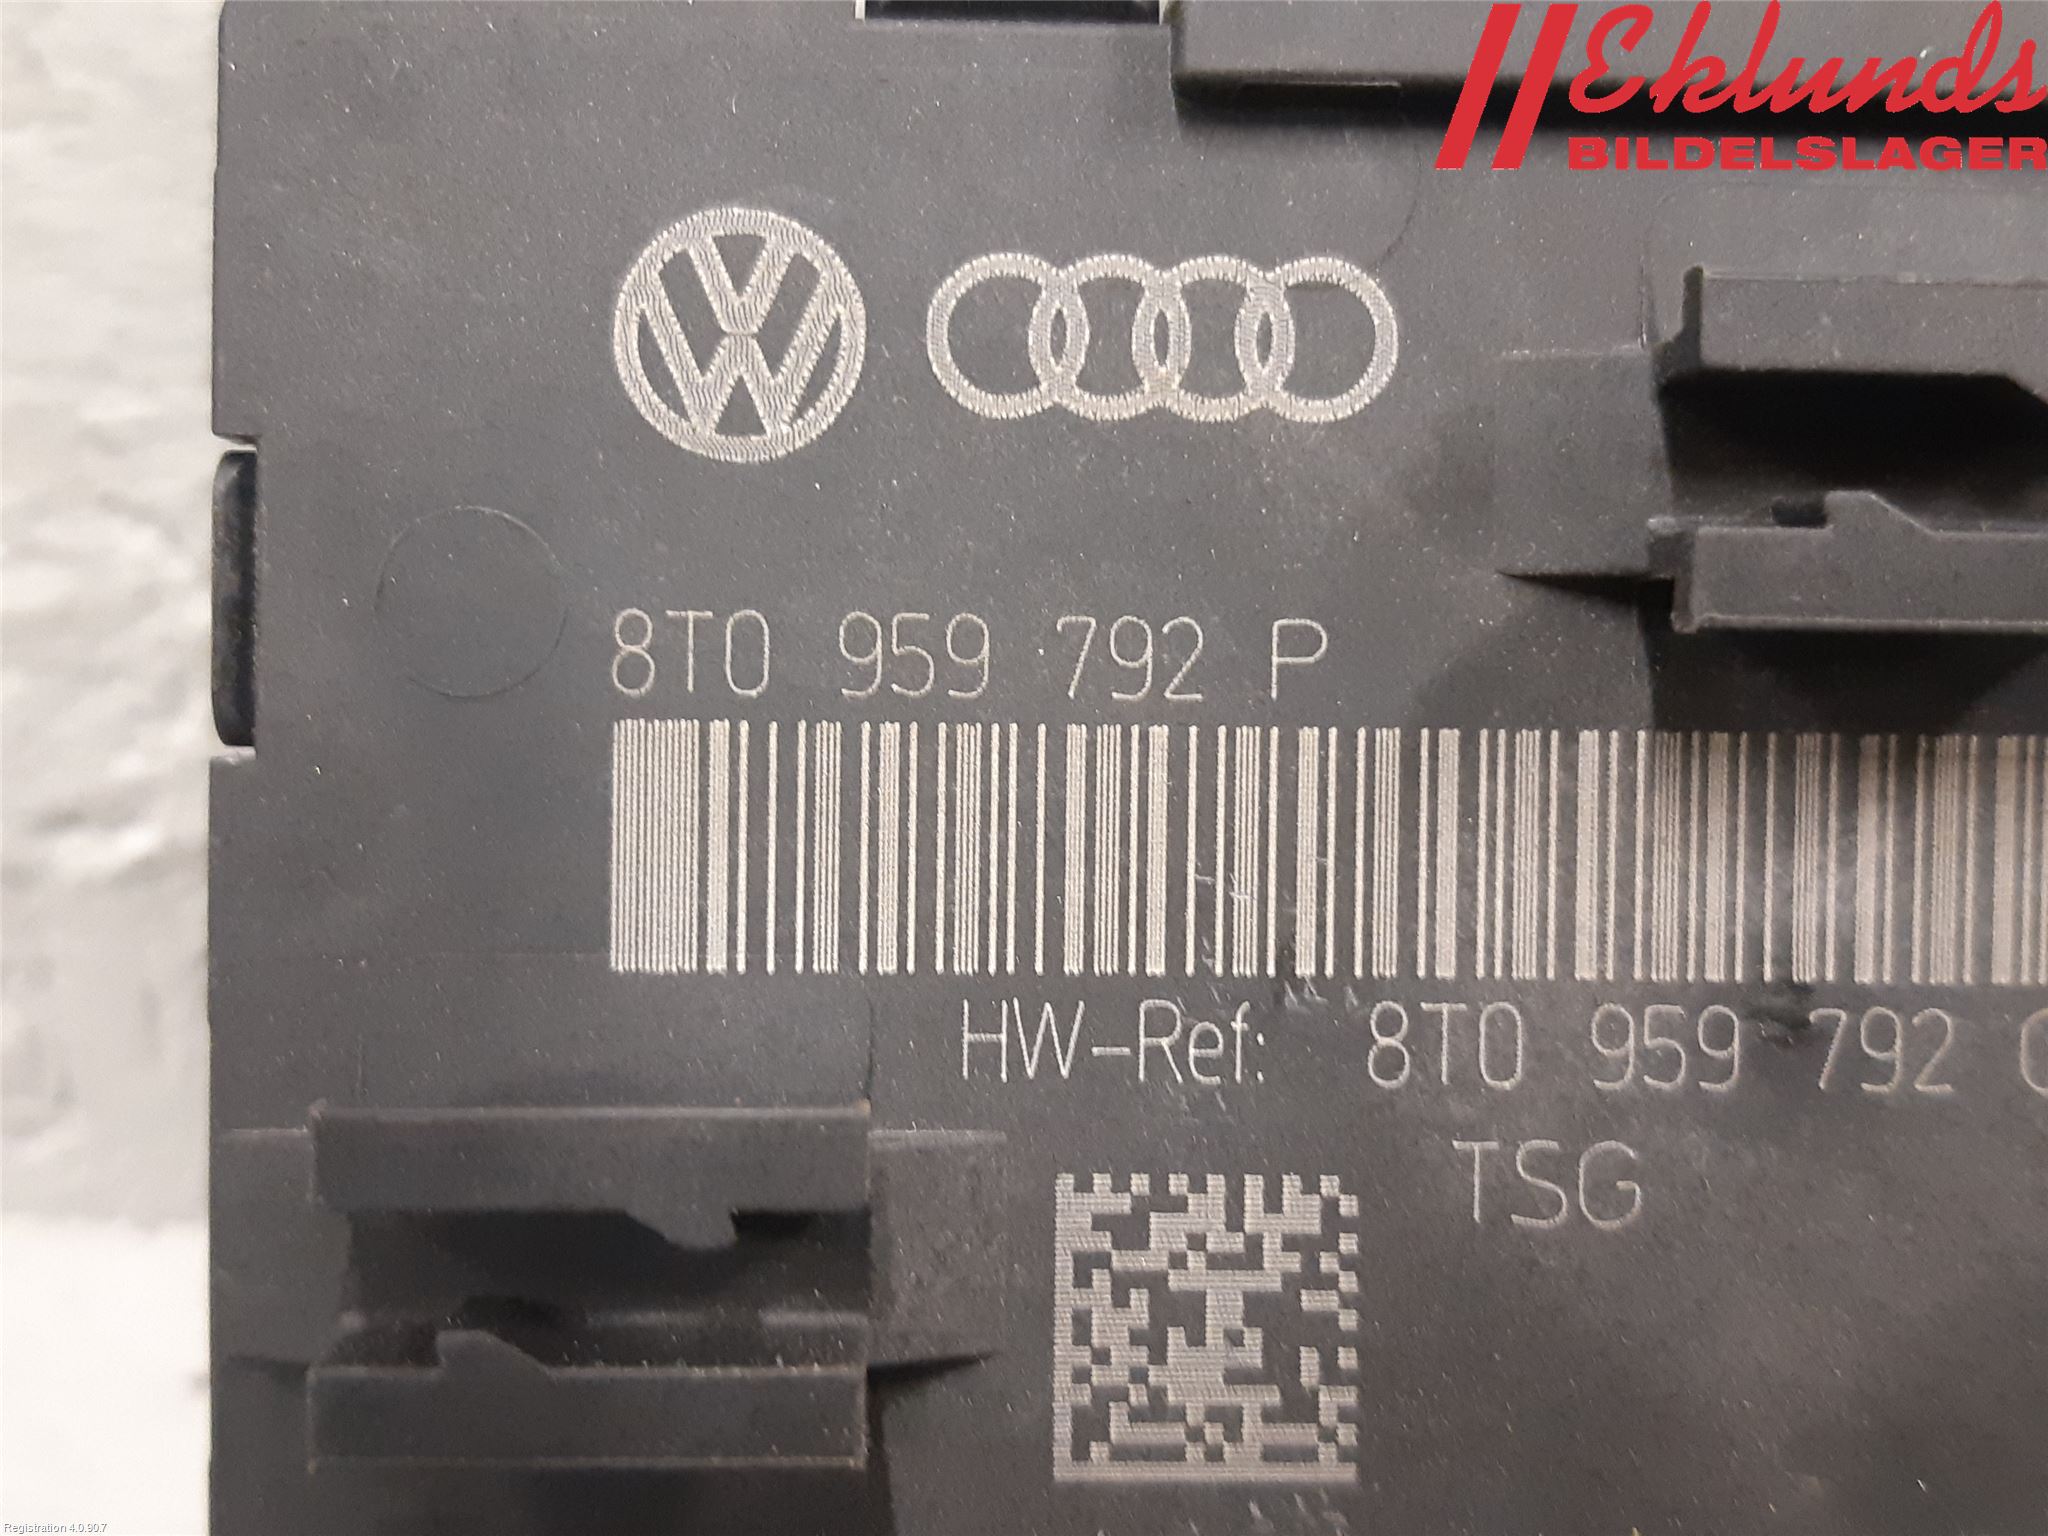 Eklunds
BILDELSLAGER
8T0 959 792 P
HW-Ref: 8T0 959 792
TSG
Registration 4.0.90.7